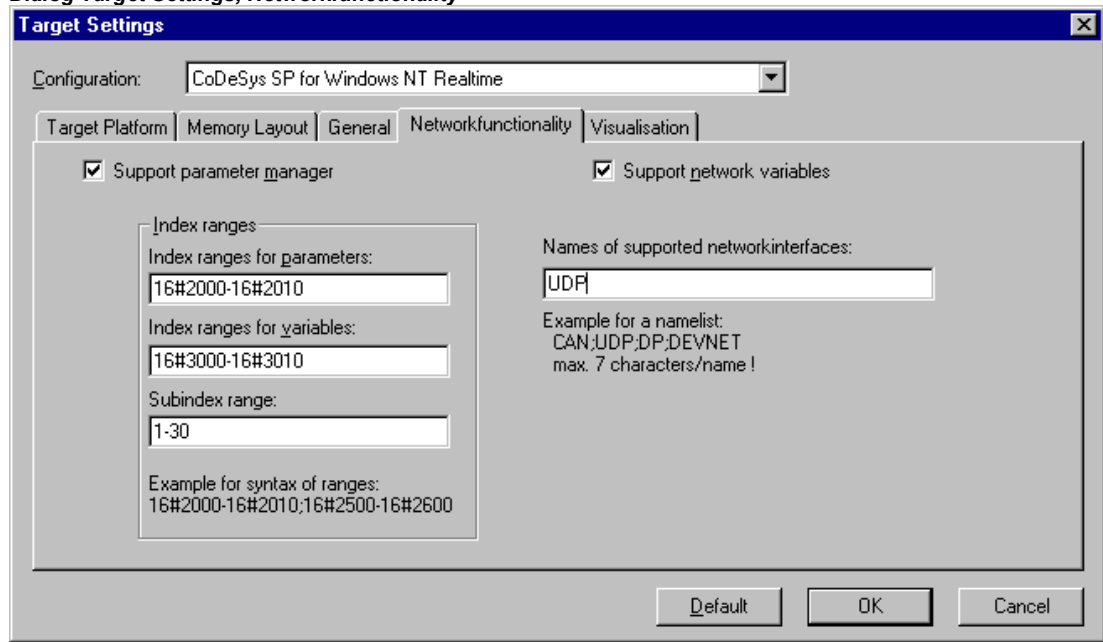 Dialog Target Settings, Networkfunctionality
Target Settings
Configuration: CoDeSys SP for Windows NT Realtime
Target Platform Memory Layout General Networkfunctionality Visualisation
Support parameter manager
Support network variables
Index ranges
Index ranges for parameters:
16#2000-16#2010
Index ranges for variables:
16#3000-16#3010
Subindex range:
1-30
Example for syntax of ranges:
16#2000-16#2010;16#2500-16#2600
Names of supported networkinterfaces:
UDP
Example for a namelist:
CAN;UDP;DP;DEVNET
max. 7 characters/name !
Default OK Cancel